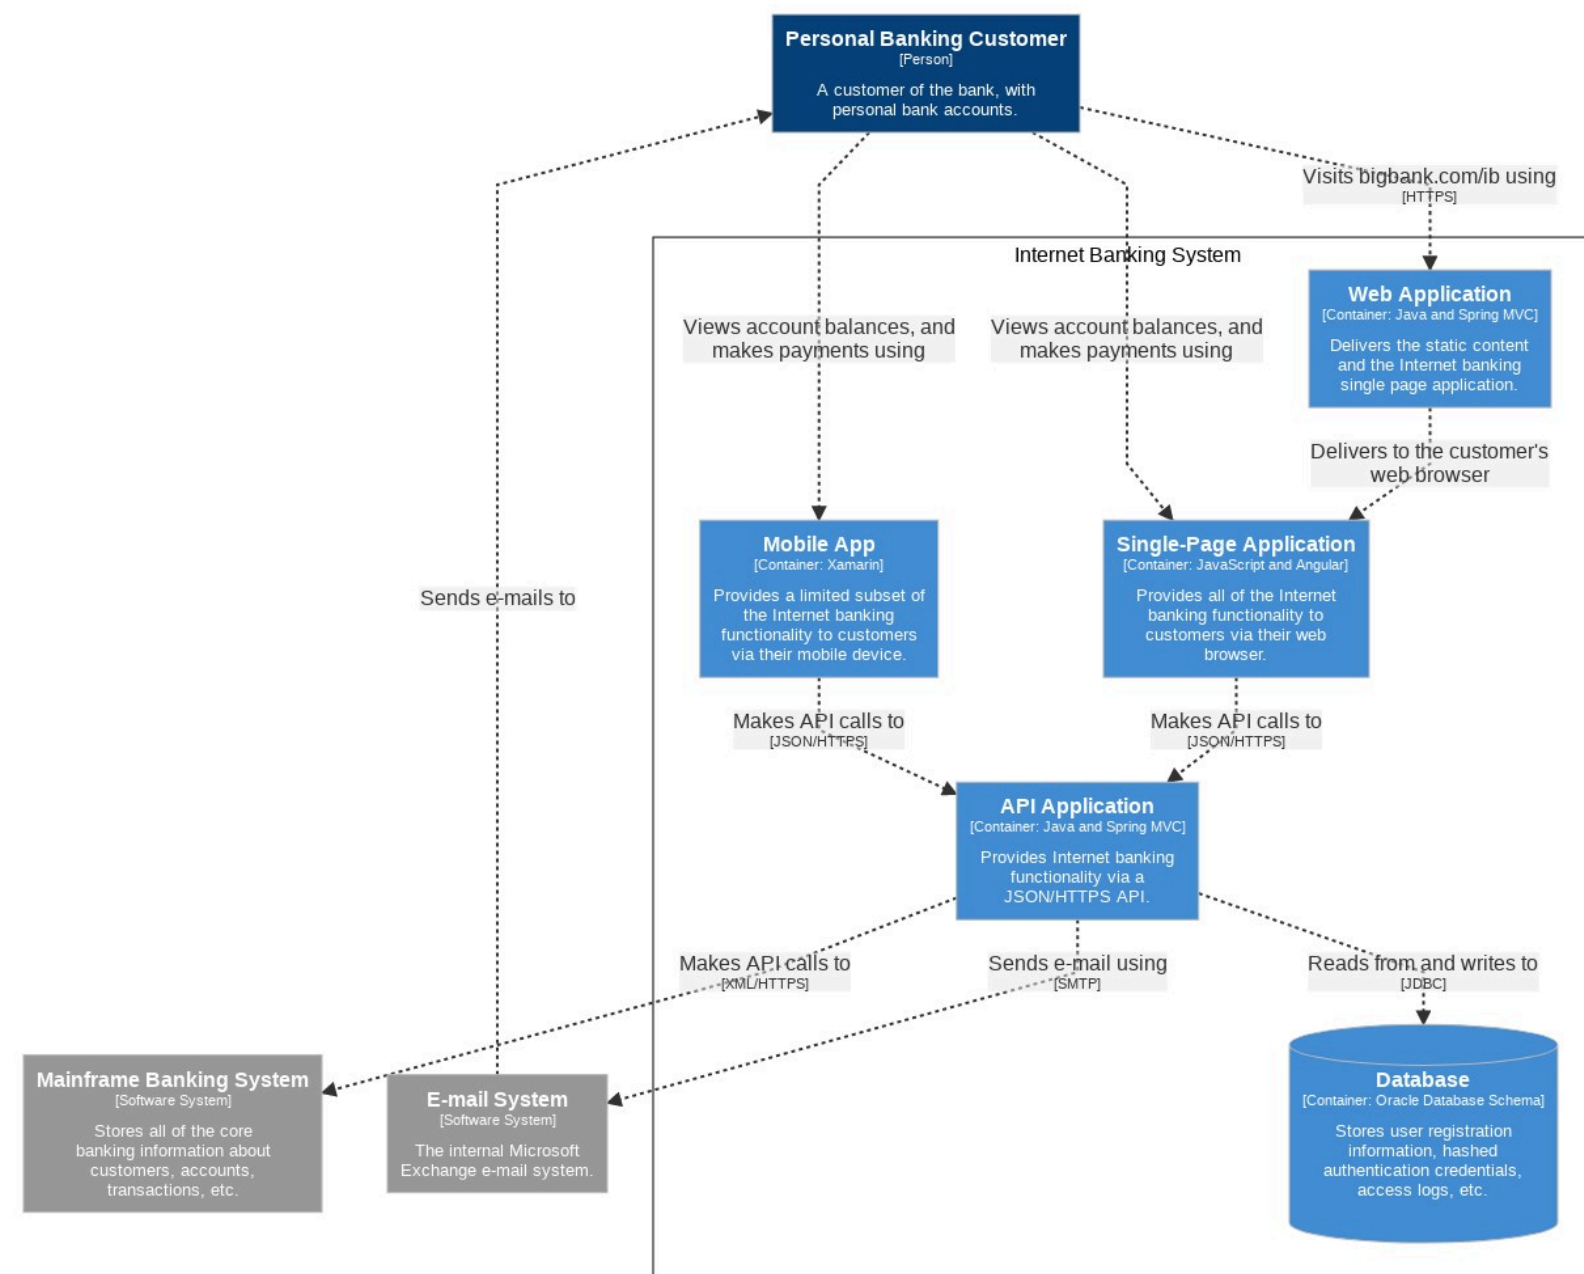 Personal Banking Customer
[Person]
A customer of the bank, with
personal bank accounts.
Visits bigbank.com/ib using
[HTTPS]
Internet Banking System
Web Application
[Container: Java and Spring MVC]
Delivers the static content
and the Internet banking
single page application.
Views account balances, and
makes payments using
Views account balances, and
makes payments using
Delivers to the customer's
web browser
Mobile App
[Container: Xamarin]
Provides a limited subset of
the Internet banking
functionality to customers
via their mobile device.
Single-Page Application
[Container: JavaScript and Angular]
Provides all of the Internet
banking functionality to
customers via their web
browser.
Sends e-mails to
Makes API calls to
[JSON/HTTPS]
Makes API calls to
[JSON/HTTPS]
API Application
[Container: Java and Spring MVC]
Provides Internet banking
functionality via a
JSON/HTTPS API.
Makes API calls to
[XML/HTTPS]
Sends e-mail using
[SMTP]
Reads from and writes to
[JDBC]
Mainframe Banking System
[Software System]
Stores all of the core
banking information about
customers, accounts,
transactions, etc.
E-mail System
[Software System]
The internal Microsoft
Exchange e-mail system.
Database
[Container: Oracle Database Schema]
Stores user registration
information, hashed
authentication credentials,
access logs, etc.